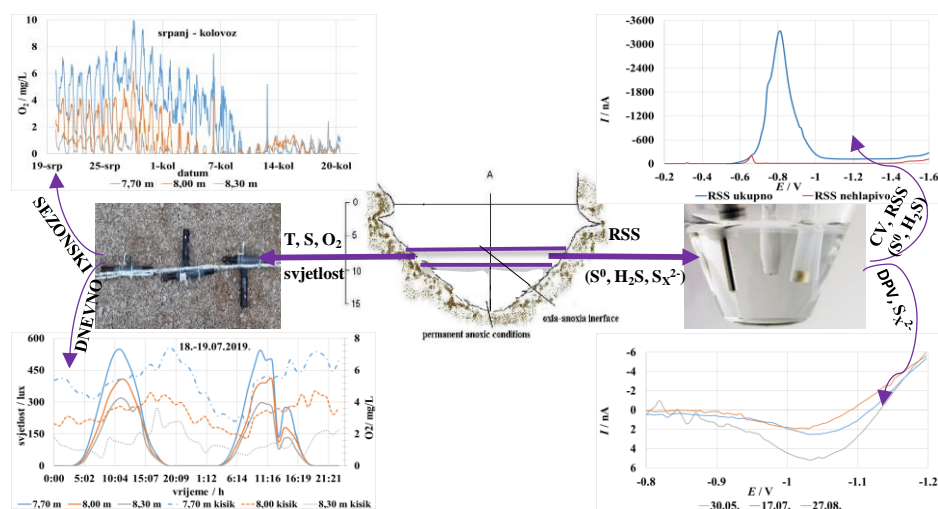 srpanj - kolovoz
O₂ / mg/L
10
8
6
4
2
0
19-srp 25-srp 1-kol 7-kol 14-kol 20-kol
datum
7,70 m 8,00 m 8,30 m
I / nA
-3600
-3000
-2400
-1800
-1200
-600
0
-0.2 -0.4 -0.6 -0.8 -1 -1.2 -1.4 -1.6
E / V
RSS ukupno RSS nehlapivo
SEZONSKI
DNEVNO
T, S, O₂
svjetlost
A
0
5
10
15
permanent anoxic conditions
oxia-anoxia inerface
RSS
(S⁰, H₂S, Sₓ²⁻)
CV, RSS
(S⁰, H₂S)
DPV, Sₓ²⁻
18.-19.07.2019.
svjetlost / lux
600
450
300
150
0
O2/ mg/L
8
6
4
2
0
0:00 5:02 10:04 15:07 20:09 1:12 6:14 11:16 16:19 21:21
vrijeme / h
7,70 m 8,00 m 8,30 m 7,70 m kisik 8,00 m kisik 8,30 m kisik
I / nA
-6
-4
-2
0
2
4
6
-0.8 -0.9 -1 -1.1 -1.2
E / V
30.05. 17.07. 27.08.